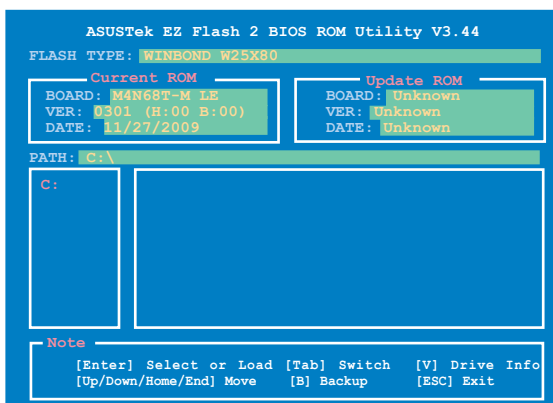 ASUSTek EZ Flash 2 BIOS ROM Utility V3.44
FLASH TYPE: WINBOND W25X80
Current ROM
BOARD: M4N68T-M LE
VER: 0301 (H:00 B:00)
DATE: 11/27/2009
Update ROM
BOARD: Unknown
VER: Unknown
DATE: Unknown
PATH: C:\
C:
Note
[Enter] Select or Load [Tab] Switch [V] Drive Info
[Up/Down/Home/End] Move [B] Backup [ESC] Exit